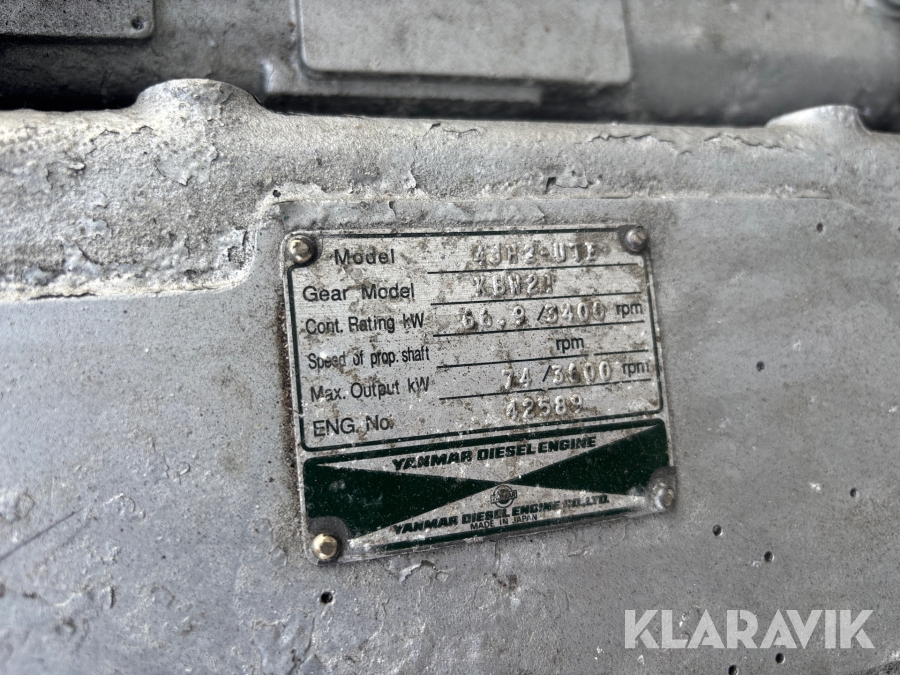 Model 4JH2-UTE
Gear Model KBW21
Cont. Rating kW 66.9/3400 rpm
Speed of prop. shaft rpm
Max. Output kW 74/3600 rpm
ENG. No. 42589
YANMAR DIESEL ENGINE
YANMAR DIESEL ENGINE CO., LTD.
MADE IN JAPAN
KLARAVIK